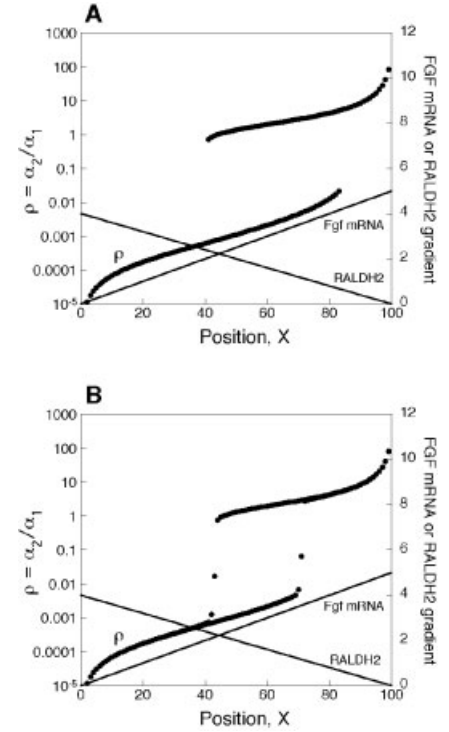 A
1000
100
10
1
0.1
0.01
0.001
0.0001
10⁻⁵
ρ = α₂/α₁
12
10
8
6
4
2
0
FGF mRNA or RALDH2 gradient
ρ
Fgf mRNA
RALDH2
0 20 40 60 80 100
Position, X
B
1000
100
10
1
0.1
0.01
0.001
0.0001
10⁻⁵
ρ = α₂/α₁
12
10
8
6
4
2
0
FGF mRNA or RALDH2 gradient
ρ
Fgf mRNA
RALDH2
0 20 40 60 80 100
Position, X